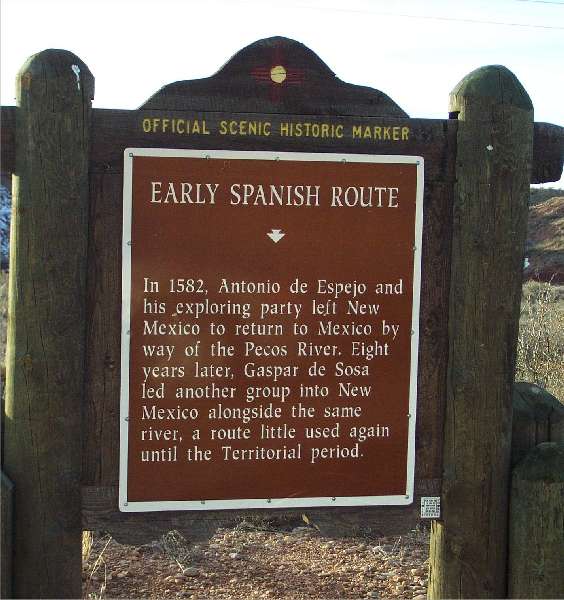 OFFICIAL SCENIC HISTORIC MARKER
EARLY SPANISH ROUTE
In 1582, Antonio de Espejo and
his exploring party left New
Mexico to return to Mexico by
way of the Pecos River. Eight
years later, Gaspar de Sosa
led another group into New
Mexico alongside the same
river, a route little used again
until the Territorial period.